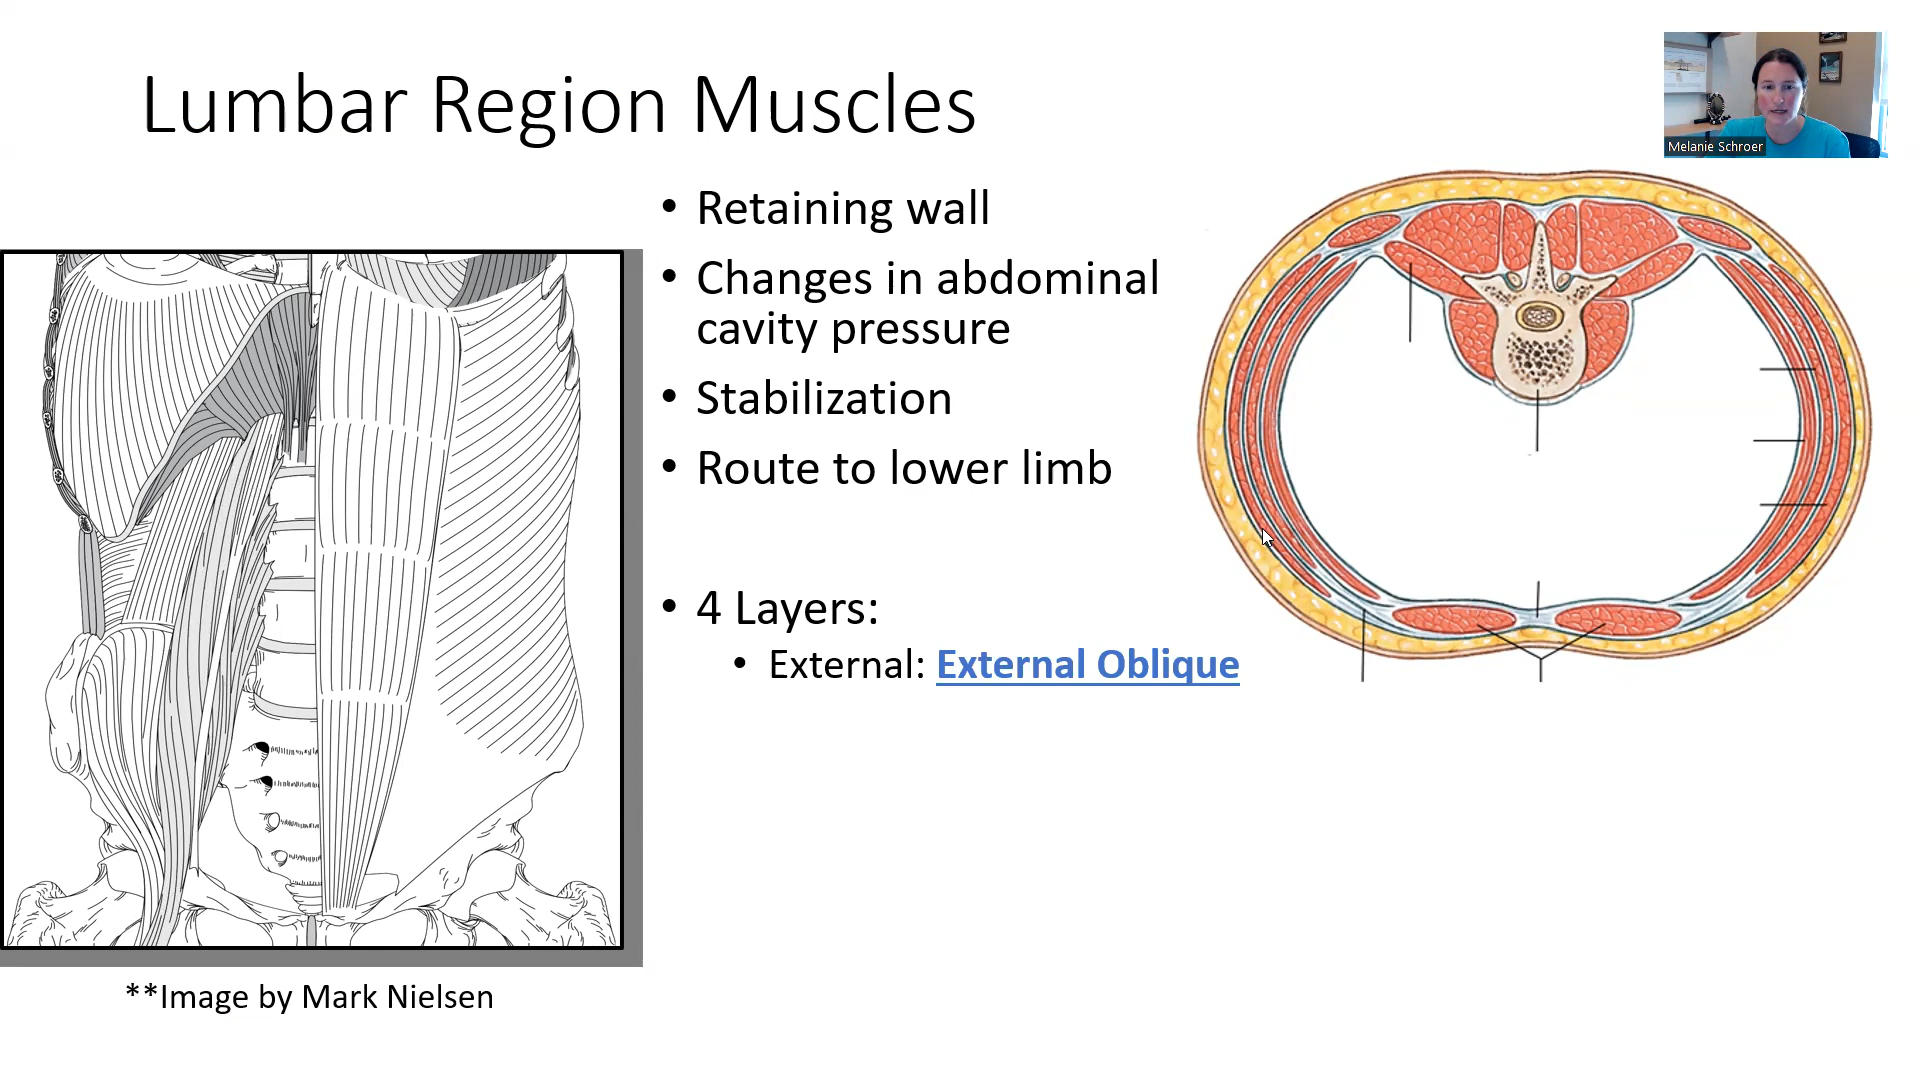 Lumbar Region Muscles
Melanie Schroer
• Retaining wall
• Changes in abdominal
cavity pressure
• Stabilization
• Route to lower limb
• 4 Layers:
• External: External Oblique
**Image by Mark Nielsen